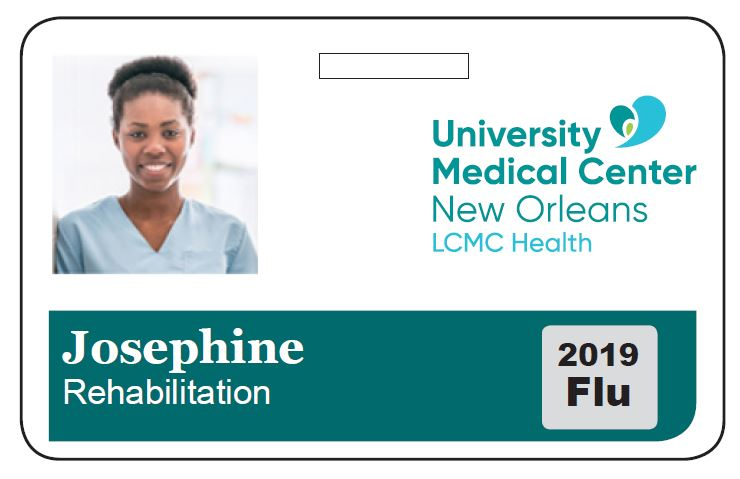 University
Medical Center
New Orleans
LCMC Health
Josephine
Rehabilitation
2019
Flu